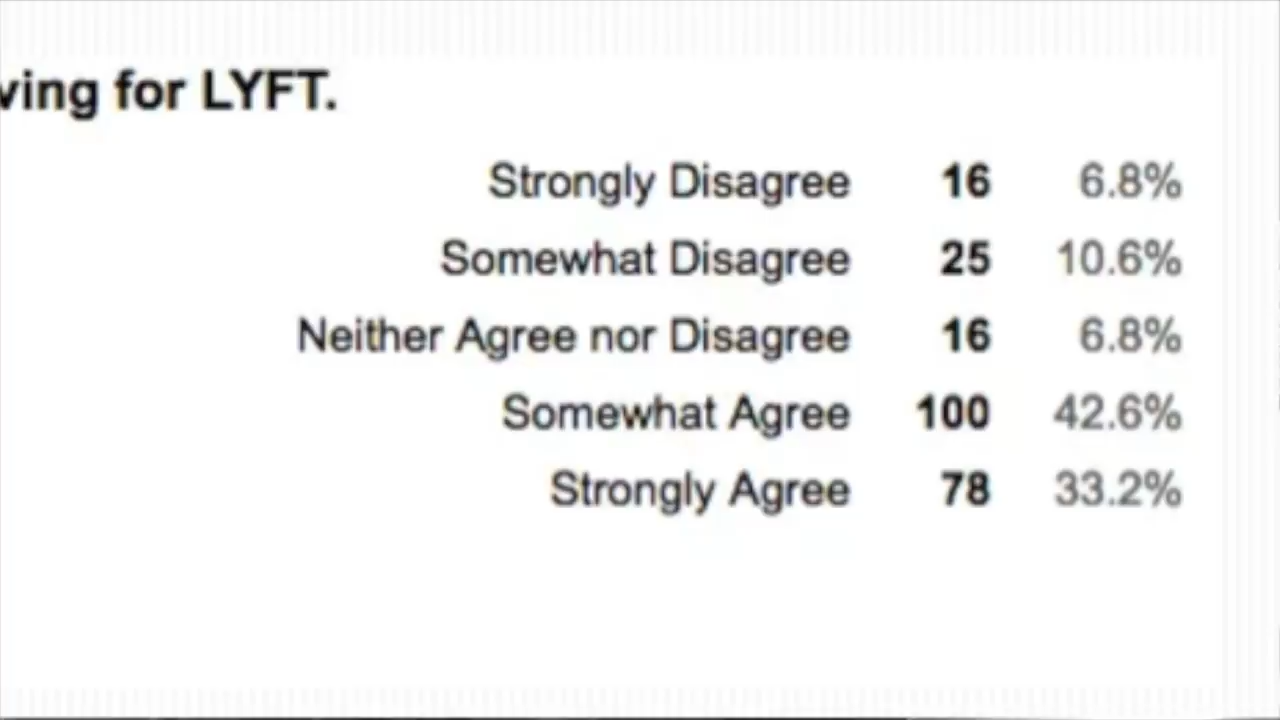 ving for LYFT.
Strongly Disagree 16 6.8%
Somewhat Disagree 25 10.6%
Neither Agree nor Disagree 16 6.8%
Somewhat Agree 100 42.6%
Strongly Agree 78 33.2%